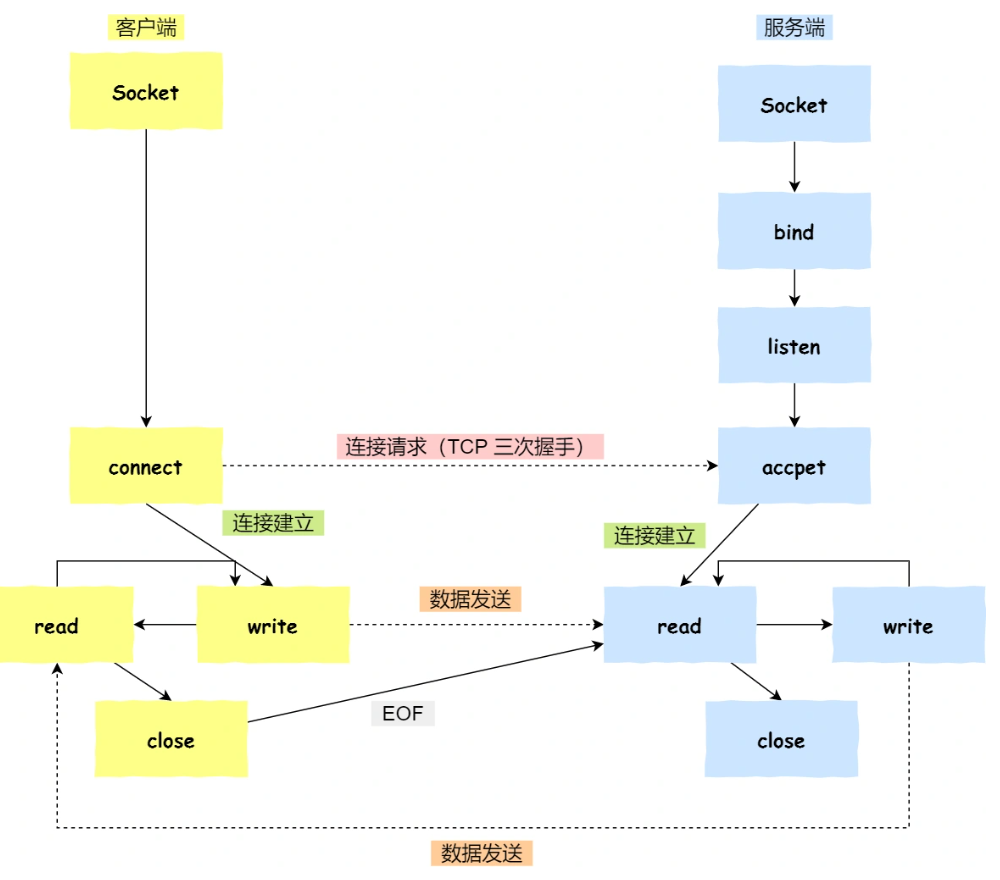 客户端
服务端
Socket
Socket
bind
listen
连接请求（TCP 三次握手）
connect
accpet
连接建立
连接建立
数据发送
read
write
read
write
EOF
close
close
数据发送